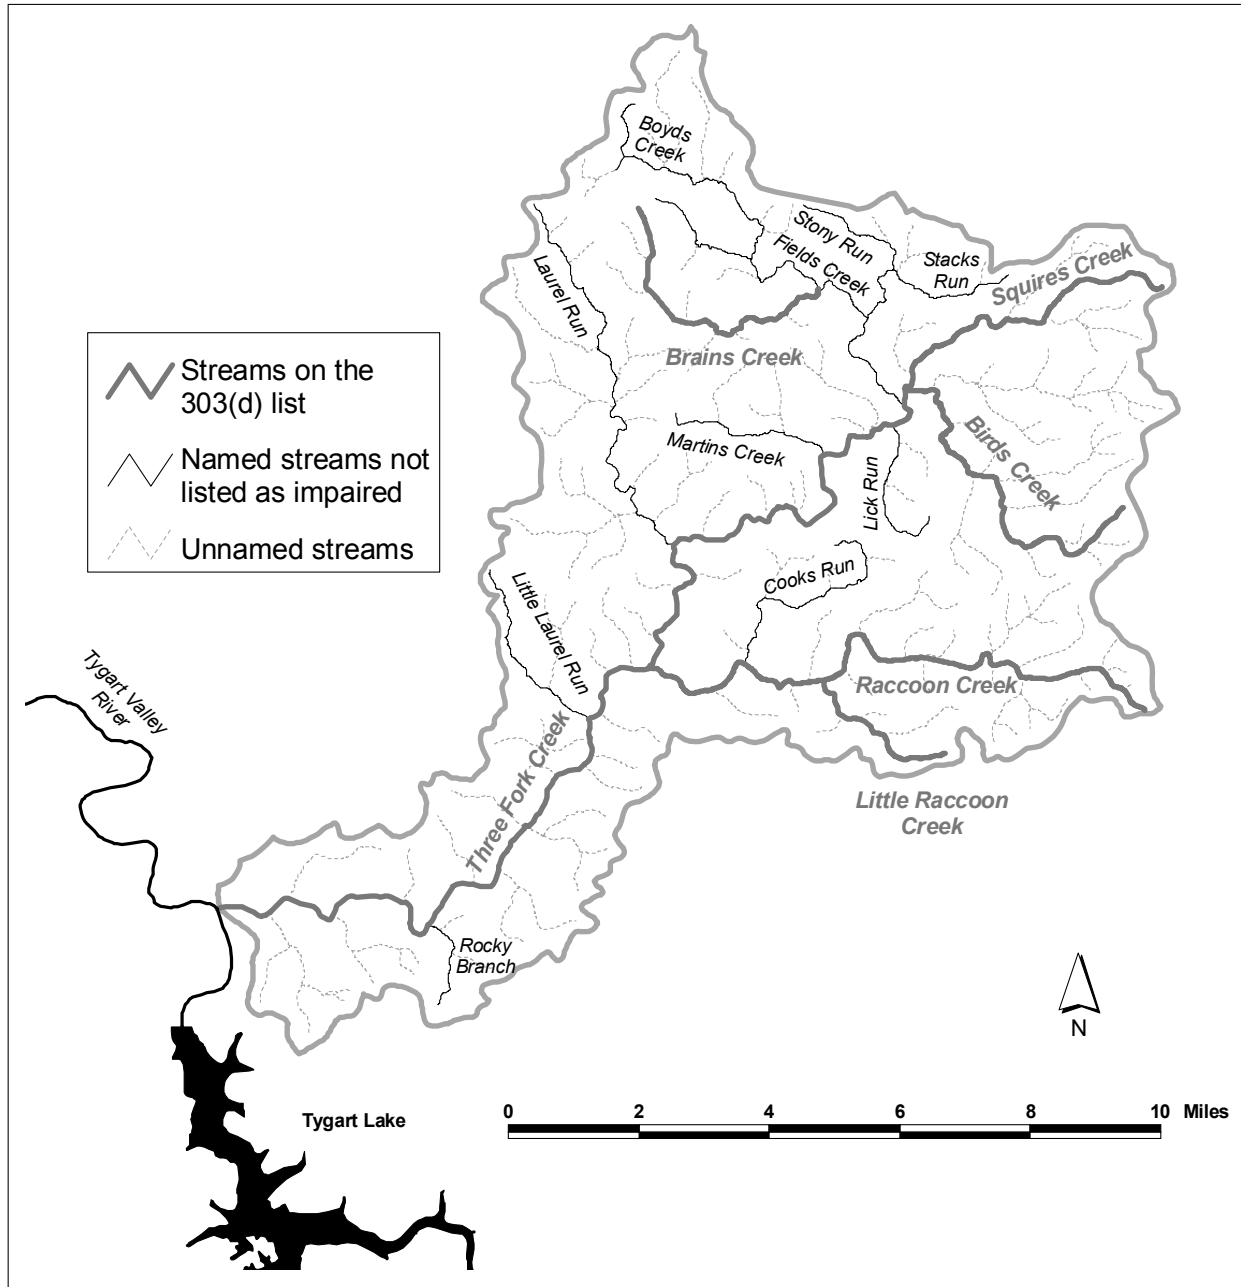 Boyds
Creek
Stony Run
Fields Creek
Stacks
Run
Squires Creek
Laurel Run
Brains Creek
Streams on the
303(d) list
Named streams not
listed as impaired
Unnamed streams
Martins Creek
Birds Creek
Lick Run
Cooks Run
Little Laurel Run
Tygart Valley
River
Raccoon Creek
Three Fork Creek
Little Raccoon
Creek
Rocky
Branch
N
Tygart Lake
0 2 4 6 8 10 Miles